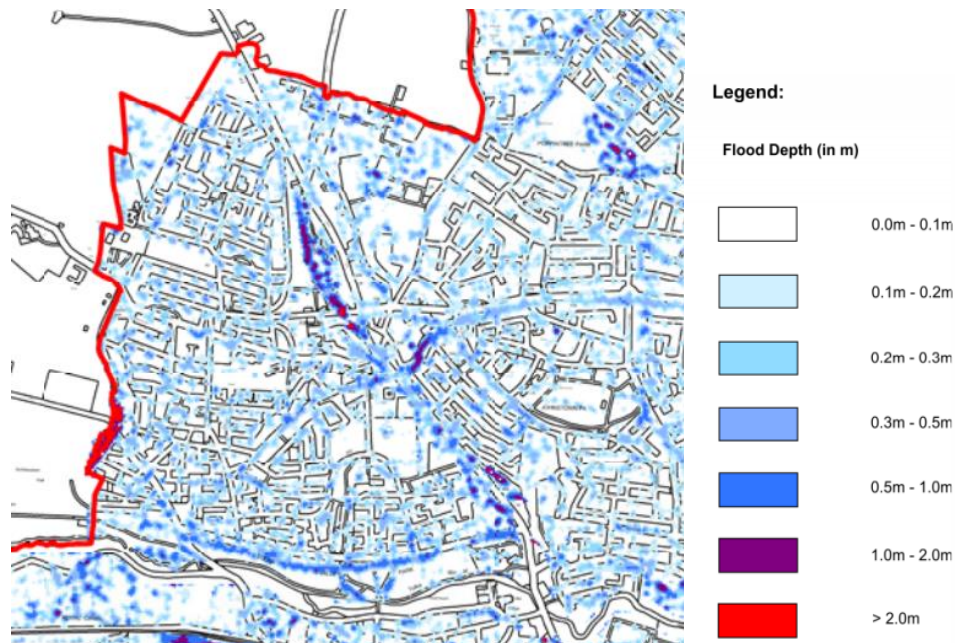 Legend:
Flood Depth (in m)
0.0m - 0.1m
0.1m - 0.2m
0.2m - 0.3m
0.3m - 0.5m
0.5m - 1.0m
1.0m - 2.0m
> 2.0m